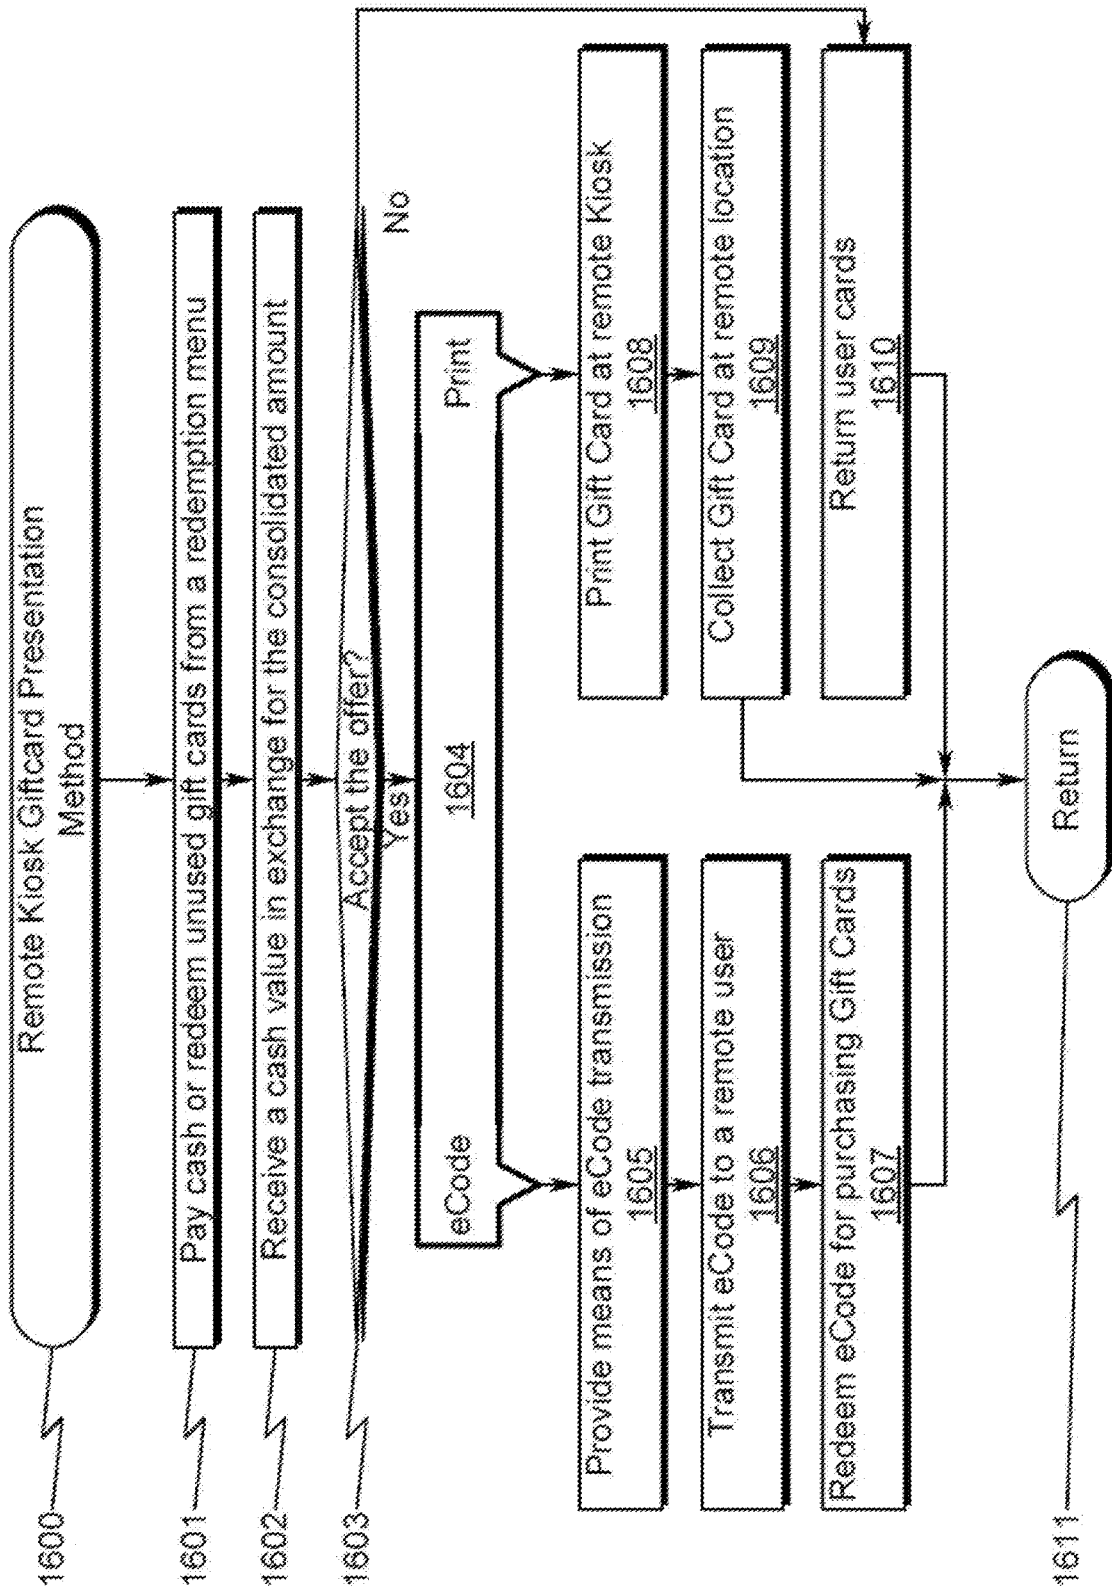 1600
Remote Kiosk Giftcard Presentation
Method
1601
Pay cash or redeem unused gift cards from a redemption menu
1602
Receive a cash value in exchange for the consolidated amount
1603
Accept the offer?
No
Yes
eCode
1604
Print
Provide means of eCode transmission
1605
Print Gift Card at remote Kiosk
1608
Transmit eCode to a remote user
1606
Collect Gift Card at remote location
1609
Redeem eCode for purchasing Gift Cards
1607
Return user cards
1610
1611
Return